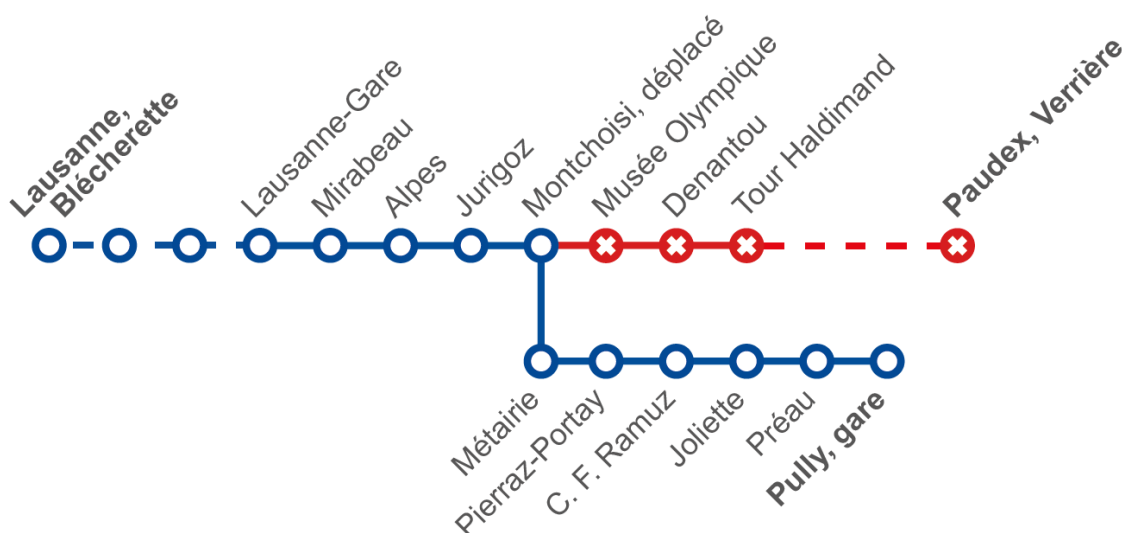 Lausanne,
Blécherette
Lausanne-Gare
Mirabeau
Alpes
Jurigoz
Montchoisi, déplacé
Musée Olympique
Denantou
Tour Haldimand
Paudex, Verrière
Métairie
Pierraz-Portay
C. F. Ramuz
Joliette
Préau
Pully, gare